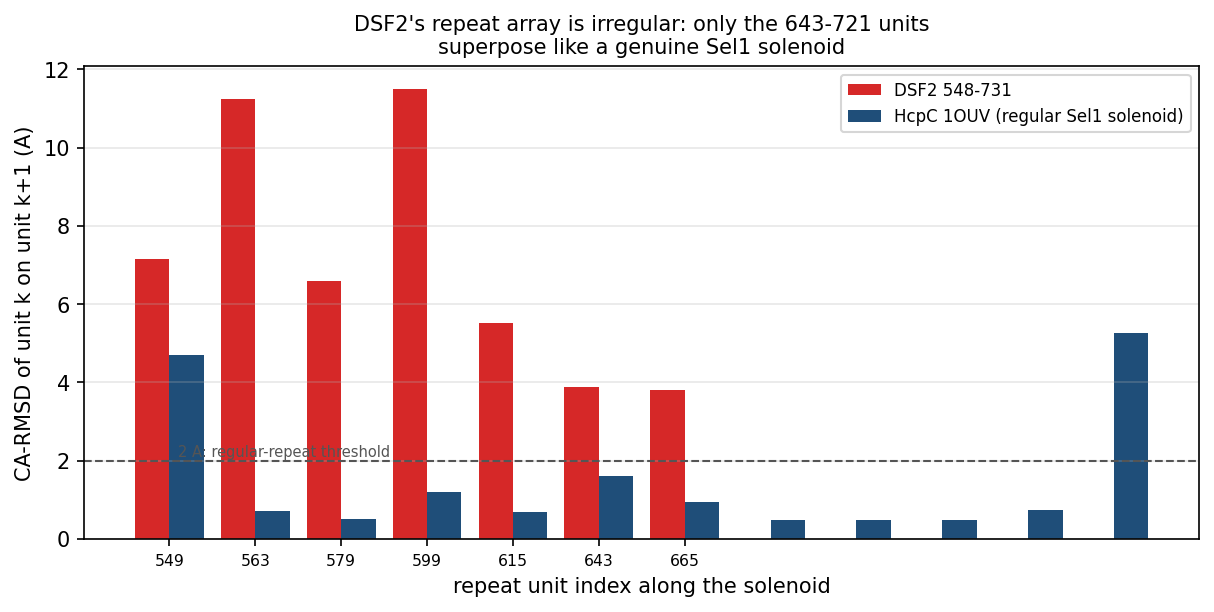 DSF2's repeat array is irregular: only the 643-721 units
superpose like a genuine Sel1 solenoid
CA-RMSD of unit k on unit k+1 (A)
12
10
8
6
4
2
0
DSF2 548-731
HcpC 1OUV (regular Sel1 solenoid)
2 A: regular-repeat threshold
549
563
579
599
615
643
665
repeat unit index along the solenoid